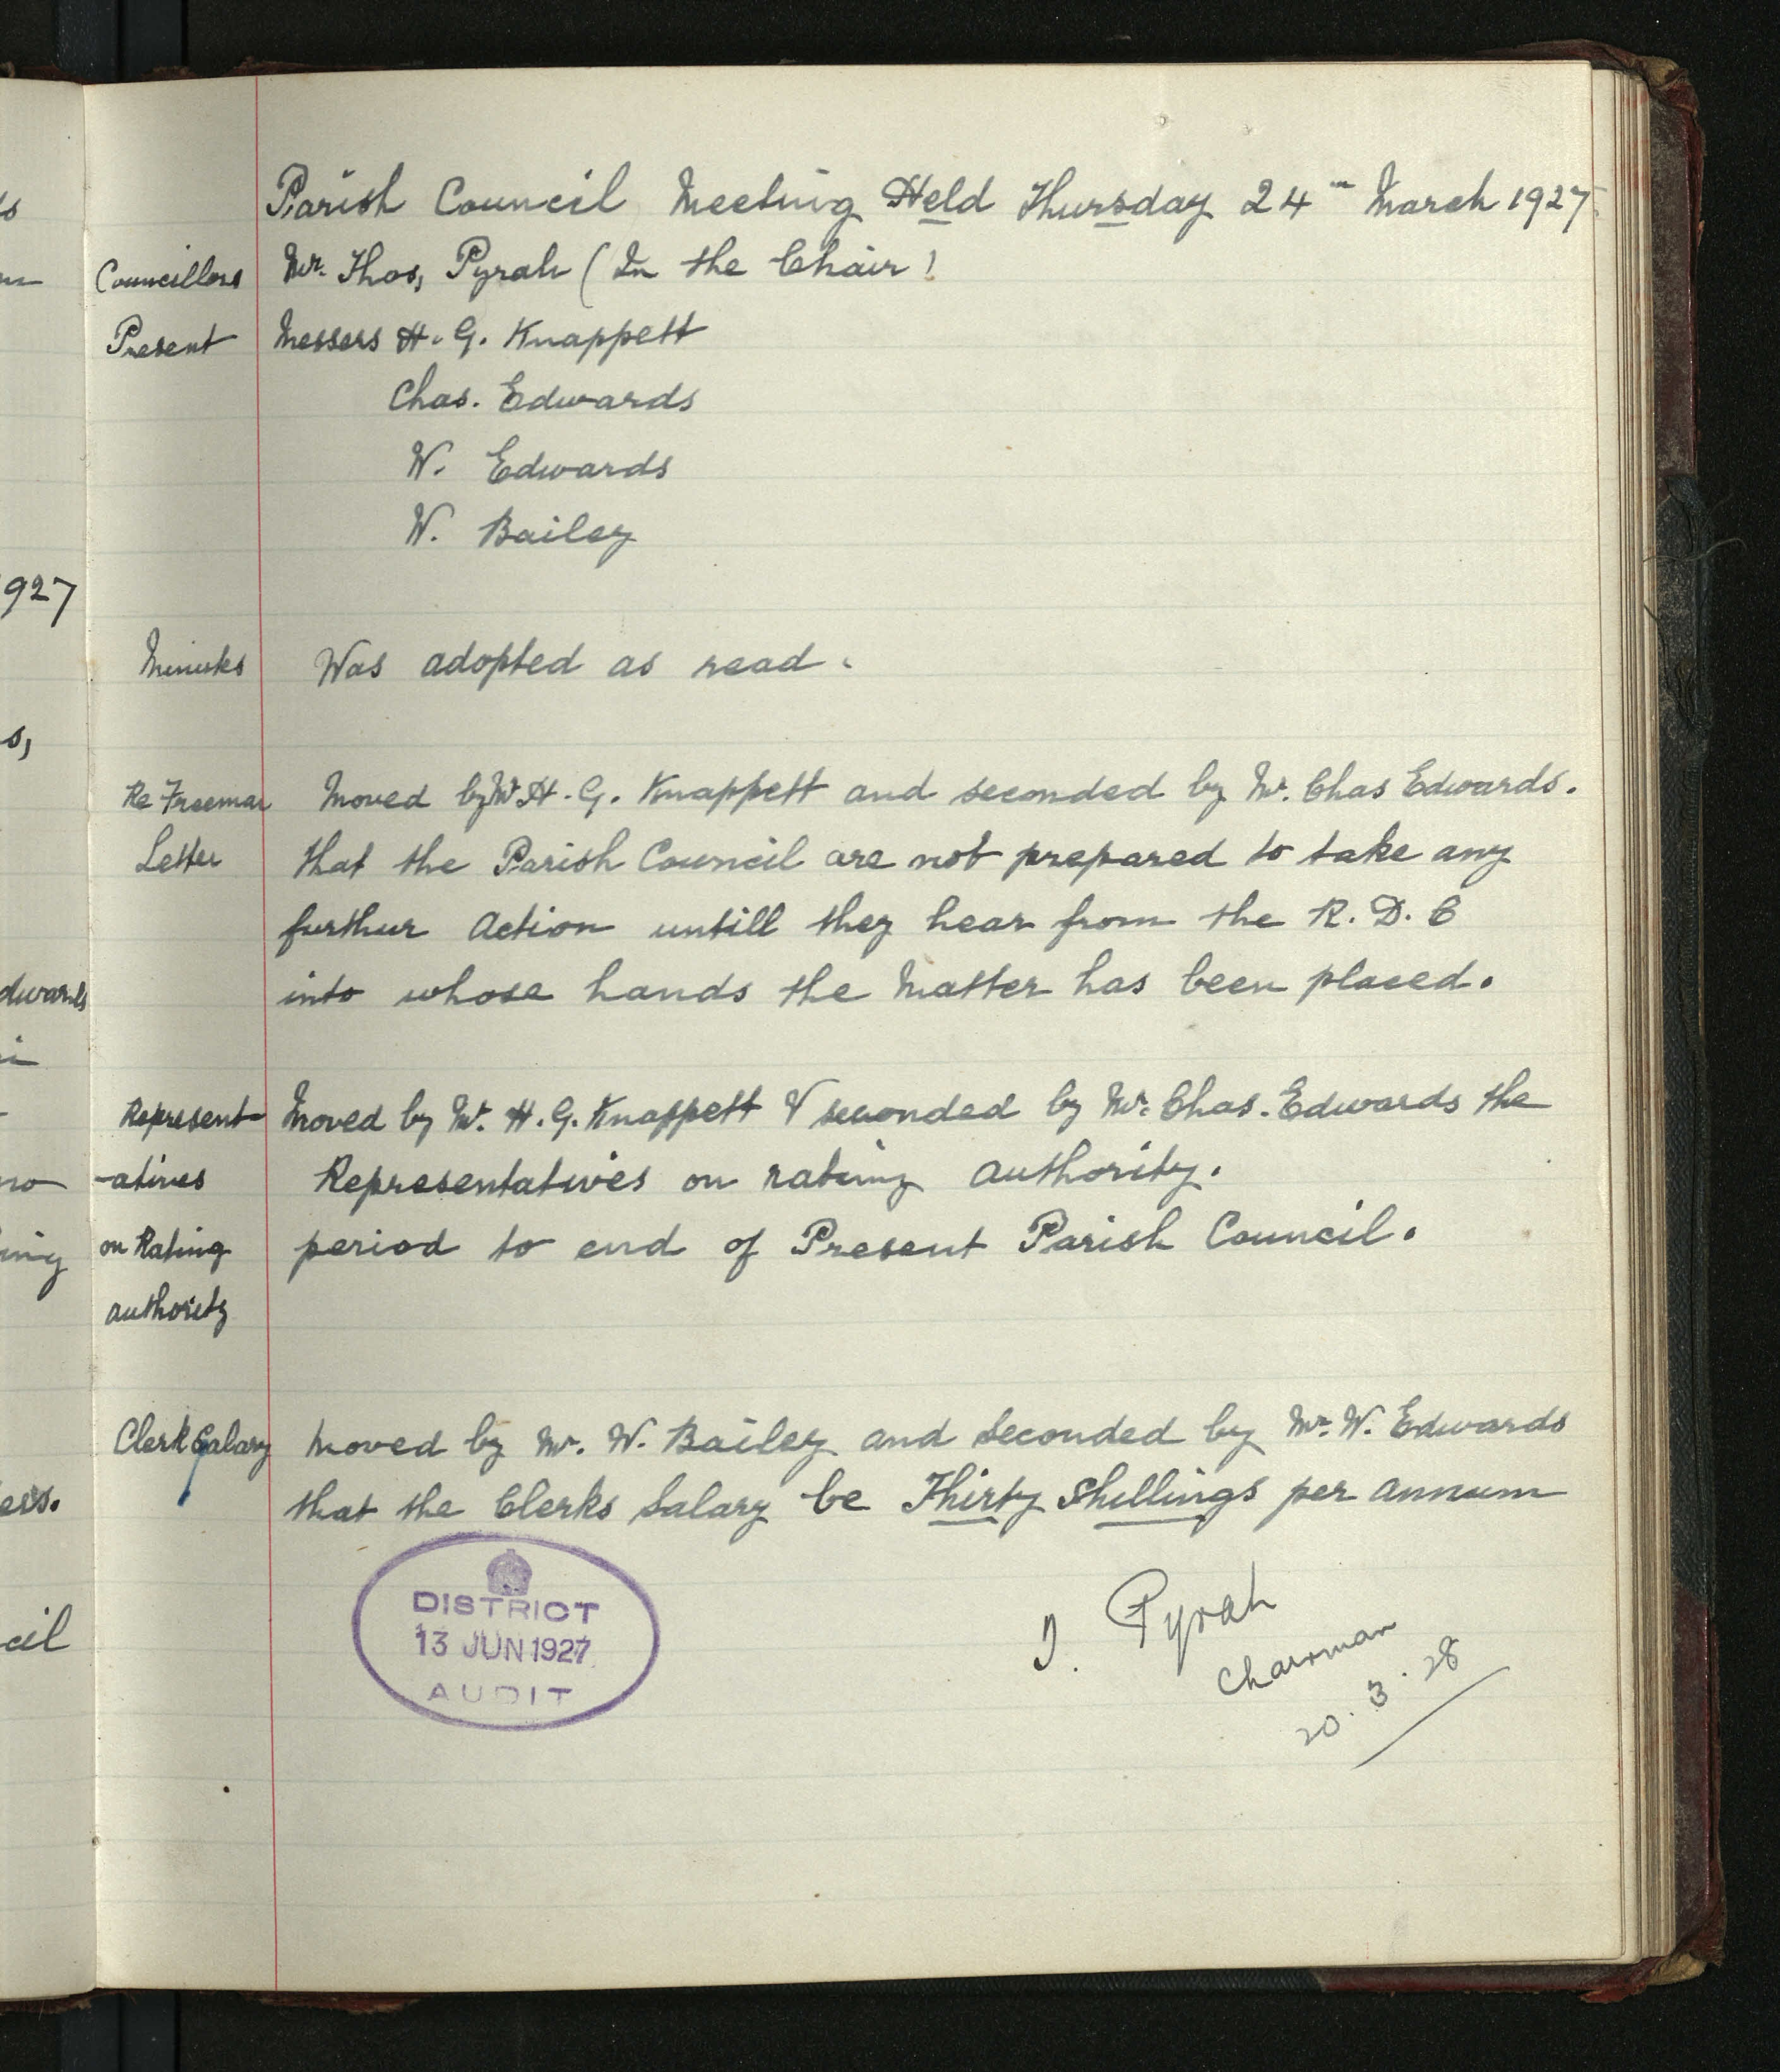 Parish Council Meeting Held Thursday 24th March 1927
Councillors Mr. Thos, Pyrah (In the Chair)
Present Messers H. G. Knappett
Chas. Edwards
W. Edwards
W. Bailey
Minutes Was adopted as read.
Re Freeman Moved by Mr H. G. Knappett and seconded by Mr. Chas Edwards.
Letter that the Parish Council are not prepared to take any
furthur Action untill they hear from the R. D. C
into whose hands the Matter has been placed.
Represent- Moved by Mr. H. G. Knappett & seconded by Mr. Chas. Edwards the
-atives Representatives on rating authority.
on Rating period to end of Present Parish Council.
authority
Clerk Salary Moved by Mr. W. Bailey and Seconded by Mr. W. Edwards
that the Clerks Salary be Thirty Shillings per annum
DISTRICT
13 JUN 1927
AUDIT
T. Pyrah
Chairman
20. 3. 28
927
dwards